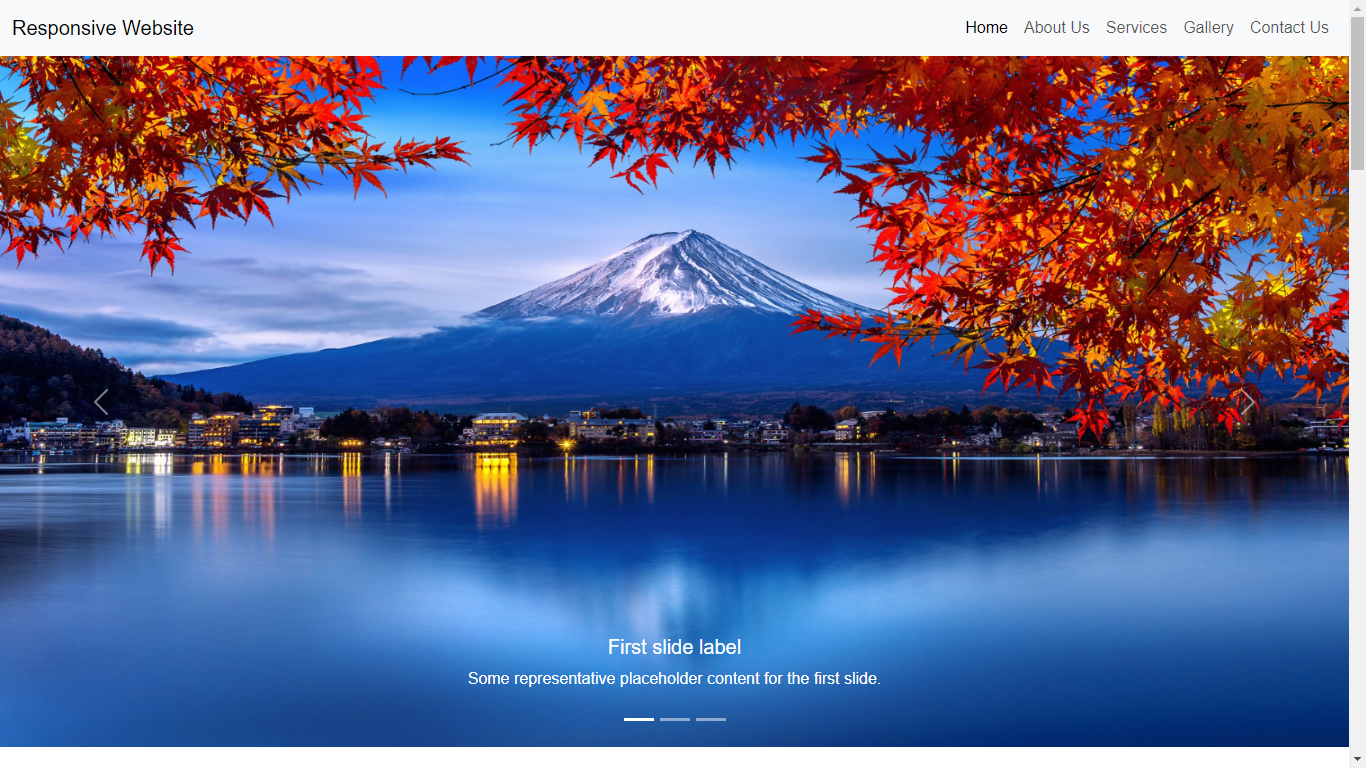 Responsive Website
Home About Us Services Gallery Contact Us
First slide label
Some representative placeholder content for the first slide.